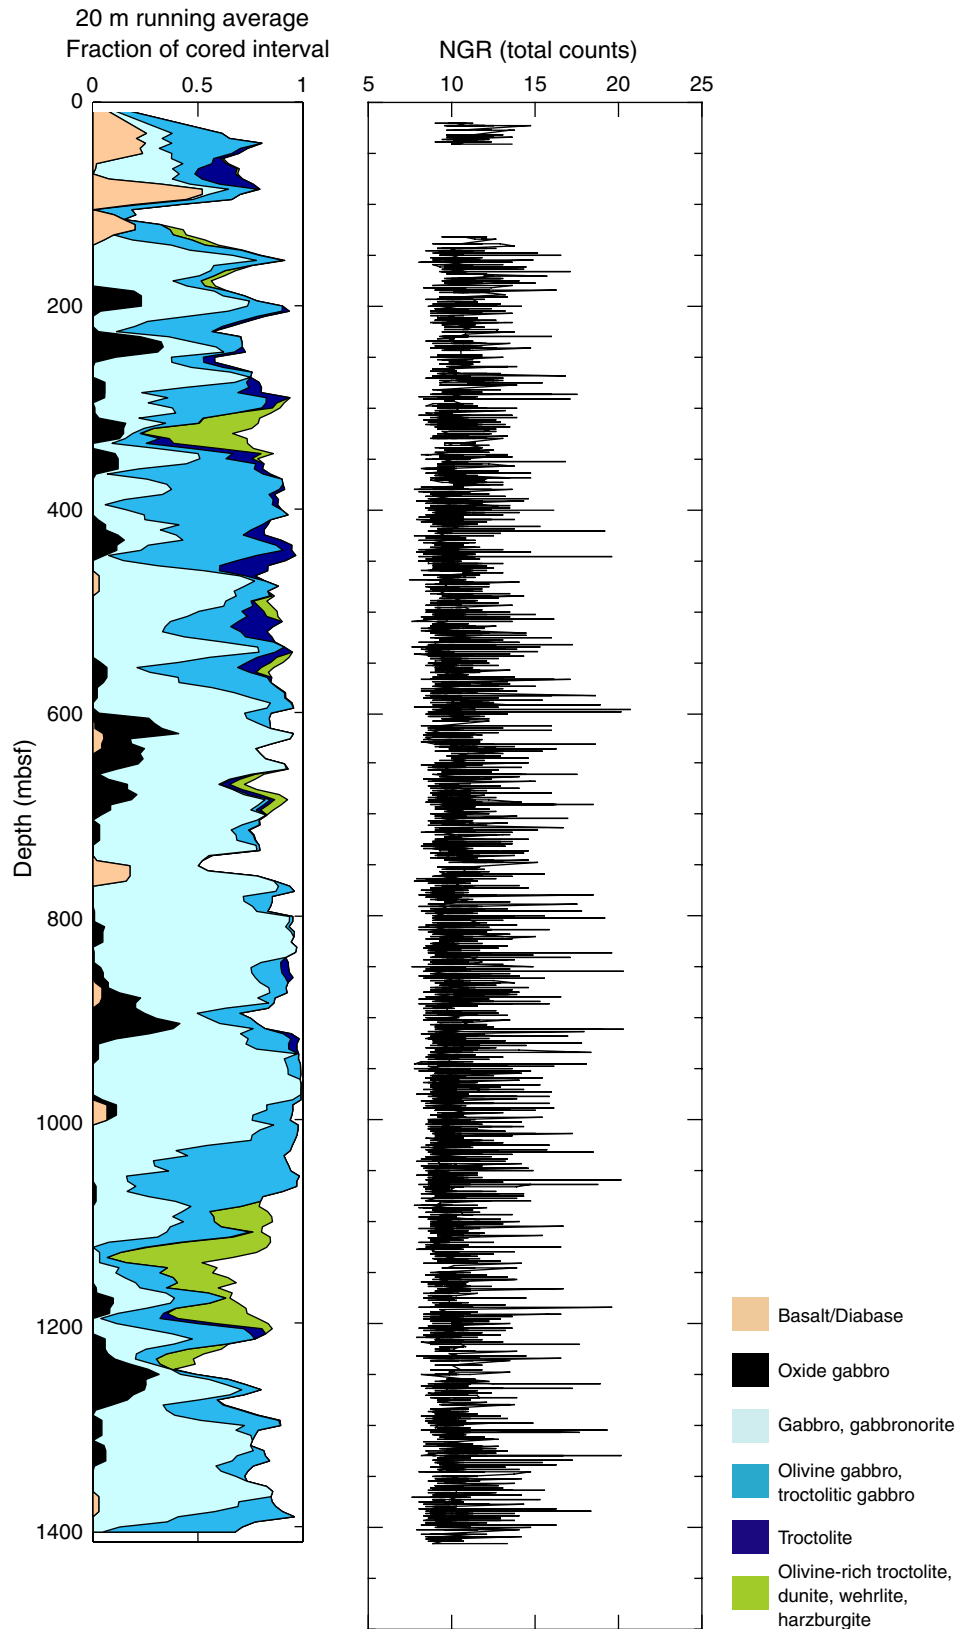 20 m running average
Fraction of cored interval
NGR (total counts)
0 0.5 1
5 10 15 20 25
0
200
400
600
800
1000
1200
1400
Depth (mbsf)
Basalt/Diabase
Oxide gabbro
Gabbro, gabbronorite
Olivine gabbro,
troctolitic gabbro
Troctolite
Olivine-rich troctolite,
dunite, wehrlite,
harzburgite